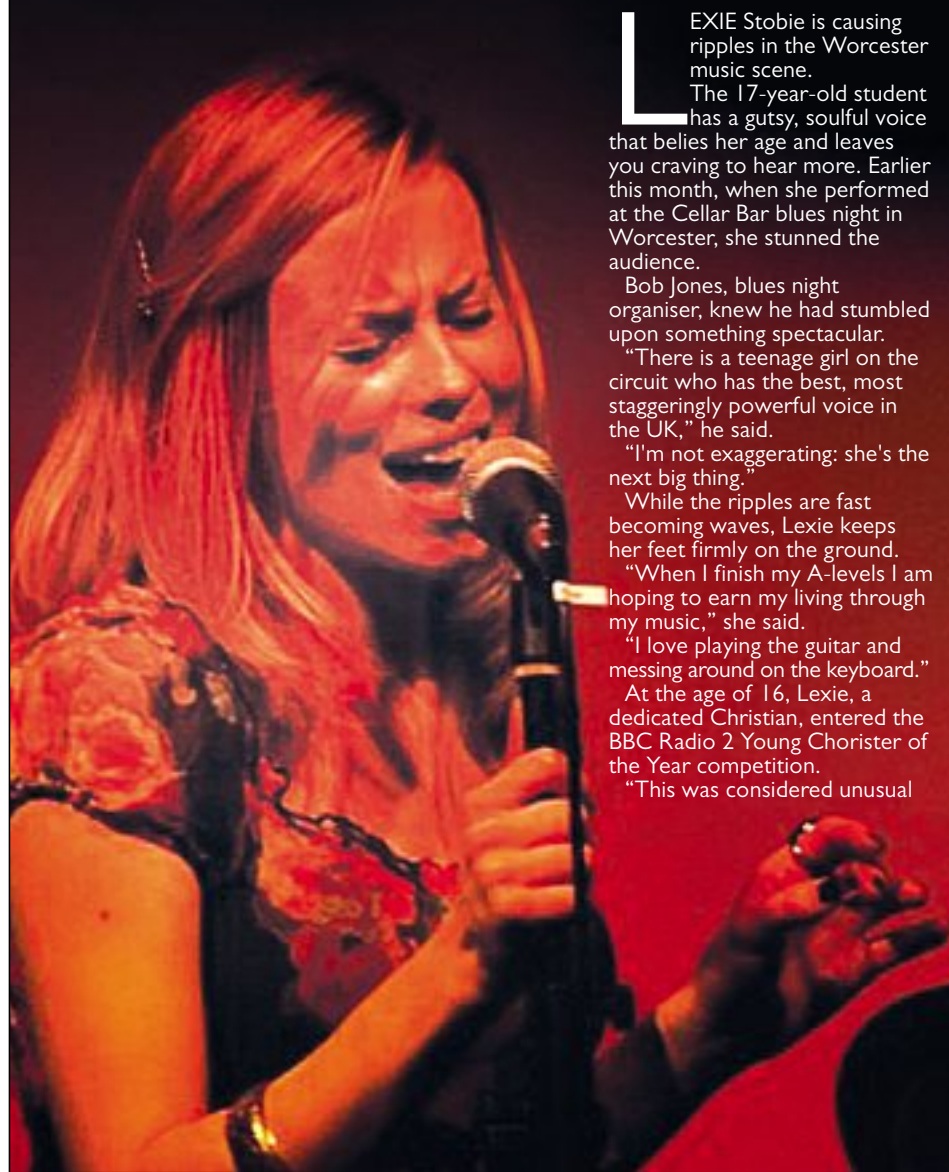 LEXIE Stobie is causing
ripples in the Worcester
music scene.
The 17-year-old student
has a gutsy, soulful voice
that belies her age and leaves
you craving to hear more. Earlier
this month, when she performed
at the Cellar Bar blues night in
Worcester, she stunned the
audience.
Bob Jones, blues night
organiser, knew he had stumbled
upon something spectacular.
“There is a teenage girl on the
circuit who has the best, most
staggeringly powerful voice in
the UK,” he said.
“I'm not exaggerating: she's the
next big thing.”
While the ripples are fast
becoming waves, Lexie keeps
her feet firmly on the ground.
“When I finish my A-levels I am
hoping to earn my living through
my music,” she said.
“I love playing the guitar and
messing around on the keyboard.”
At the age of 16, Lexie, a
dedicated Christian, entered the
BBC Radio 2 Young Chorister of
the Year competition.
“This was considered unusual